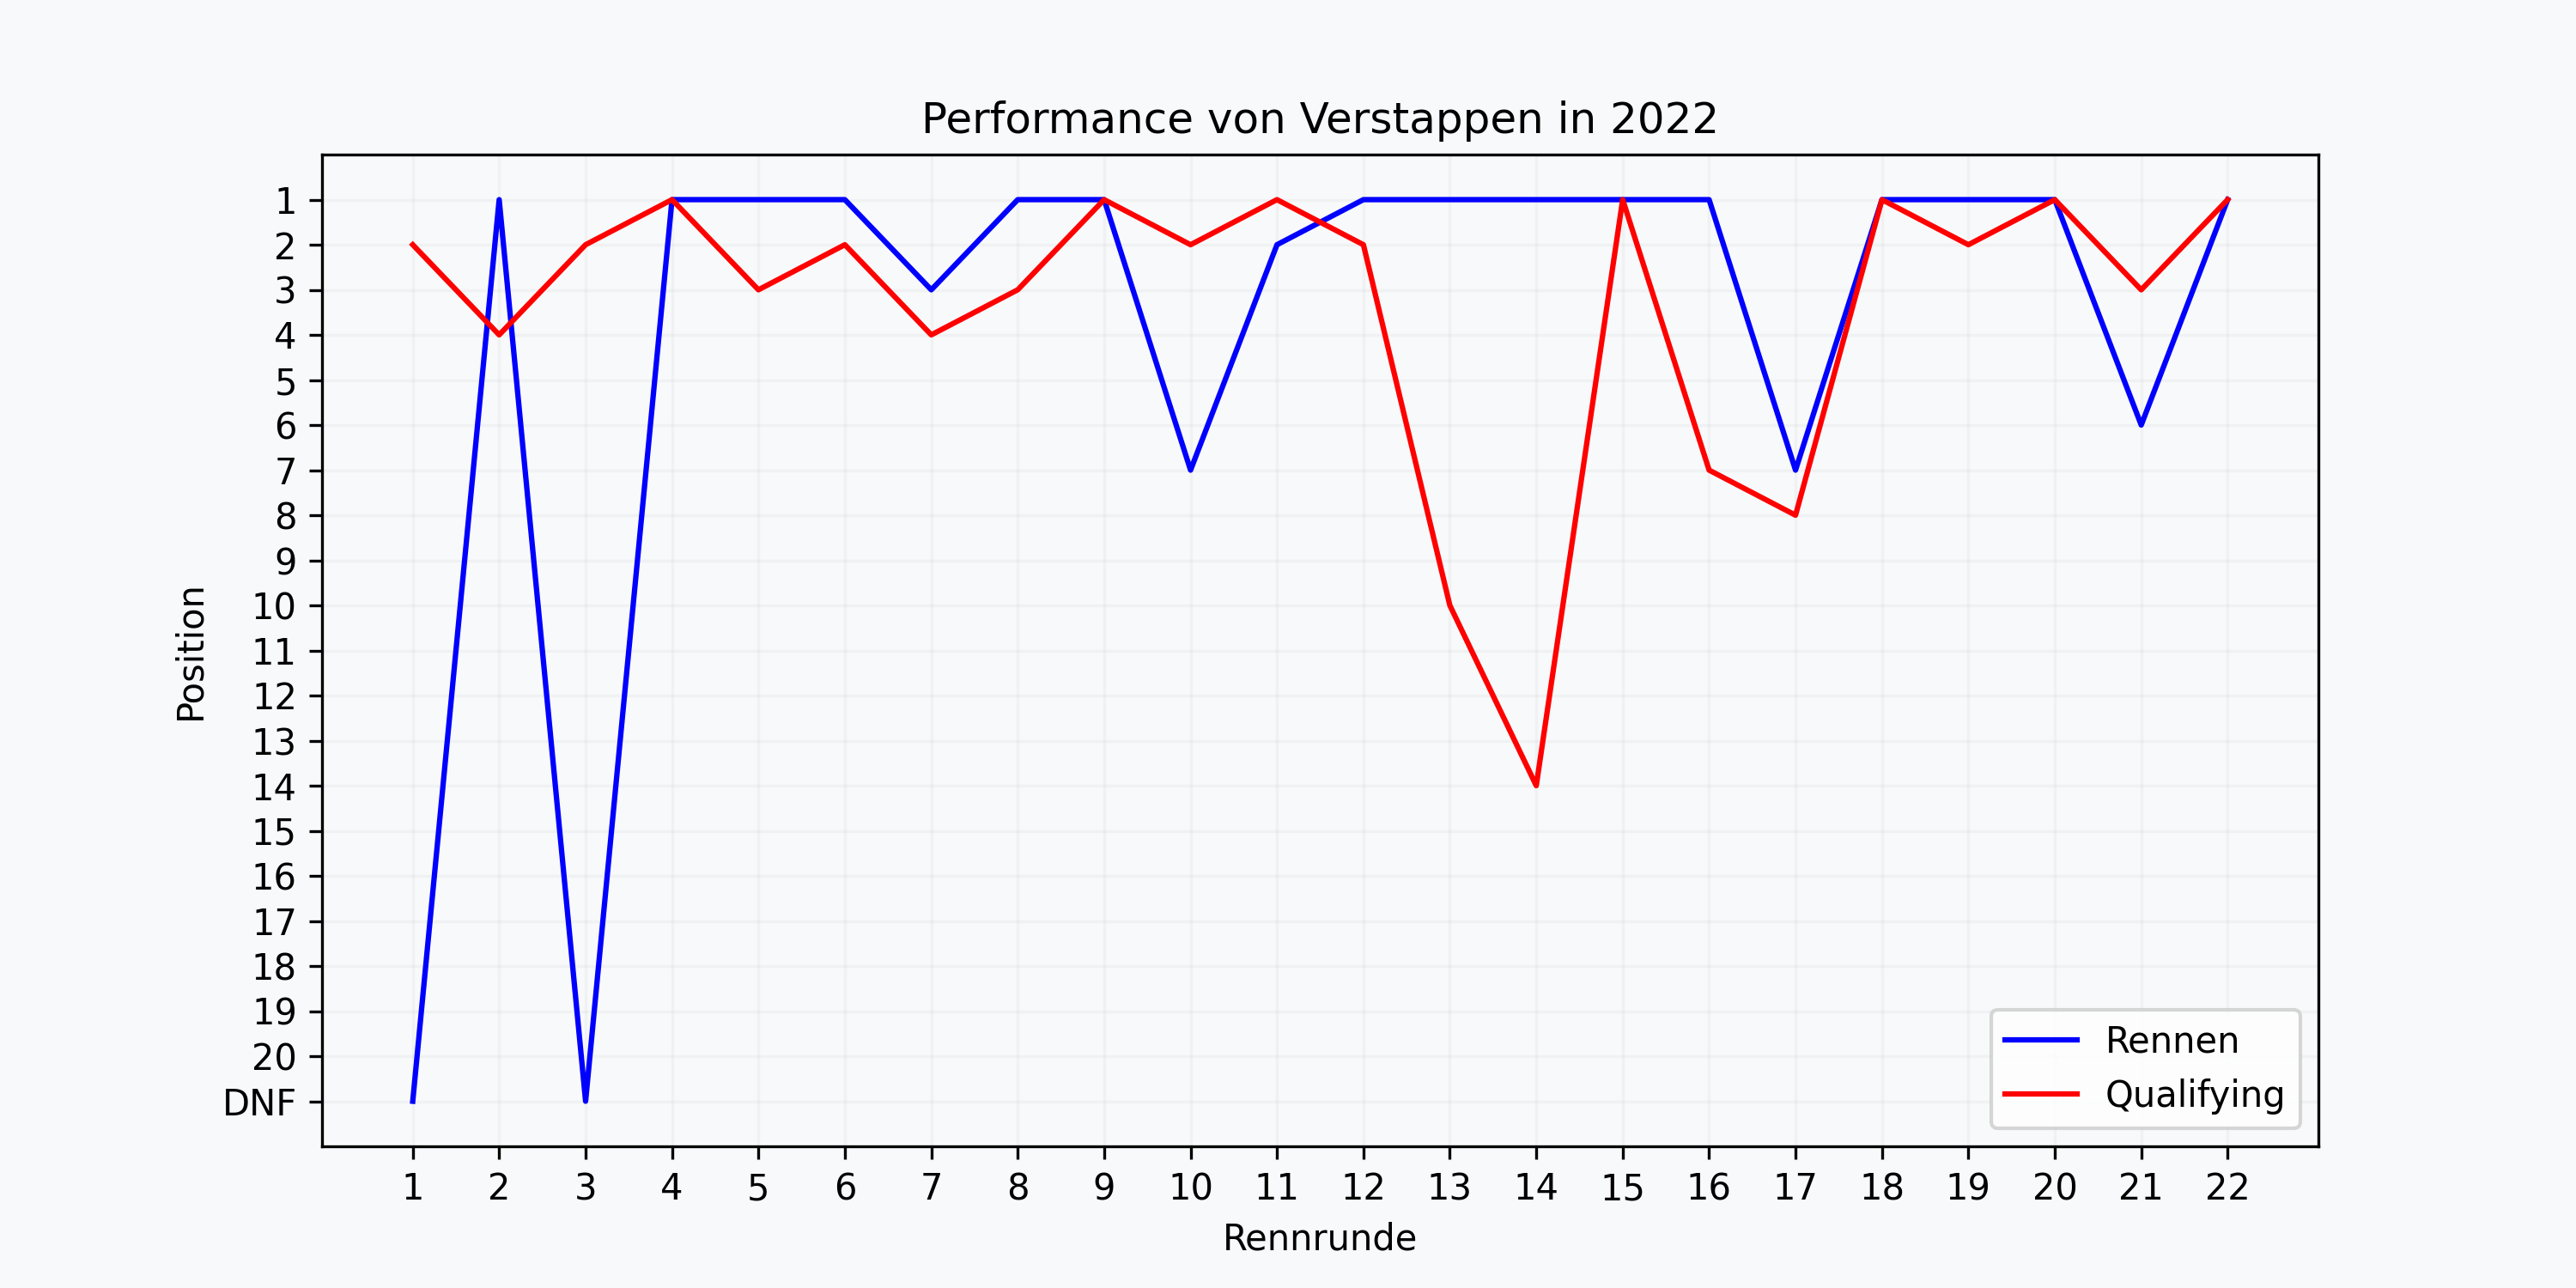 Performance von Verstappen in 2022
Position
1
2
3
4
5
6
7
8
9
10
11
12
13
14
15
16
17
18
19
20
DNF
Rennen
Qualifying
1 2 3 4 5 6 7 8 9 10 11 12 13 14 15 16 17 18 19 20 21 22
Rennrunde